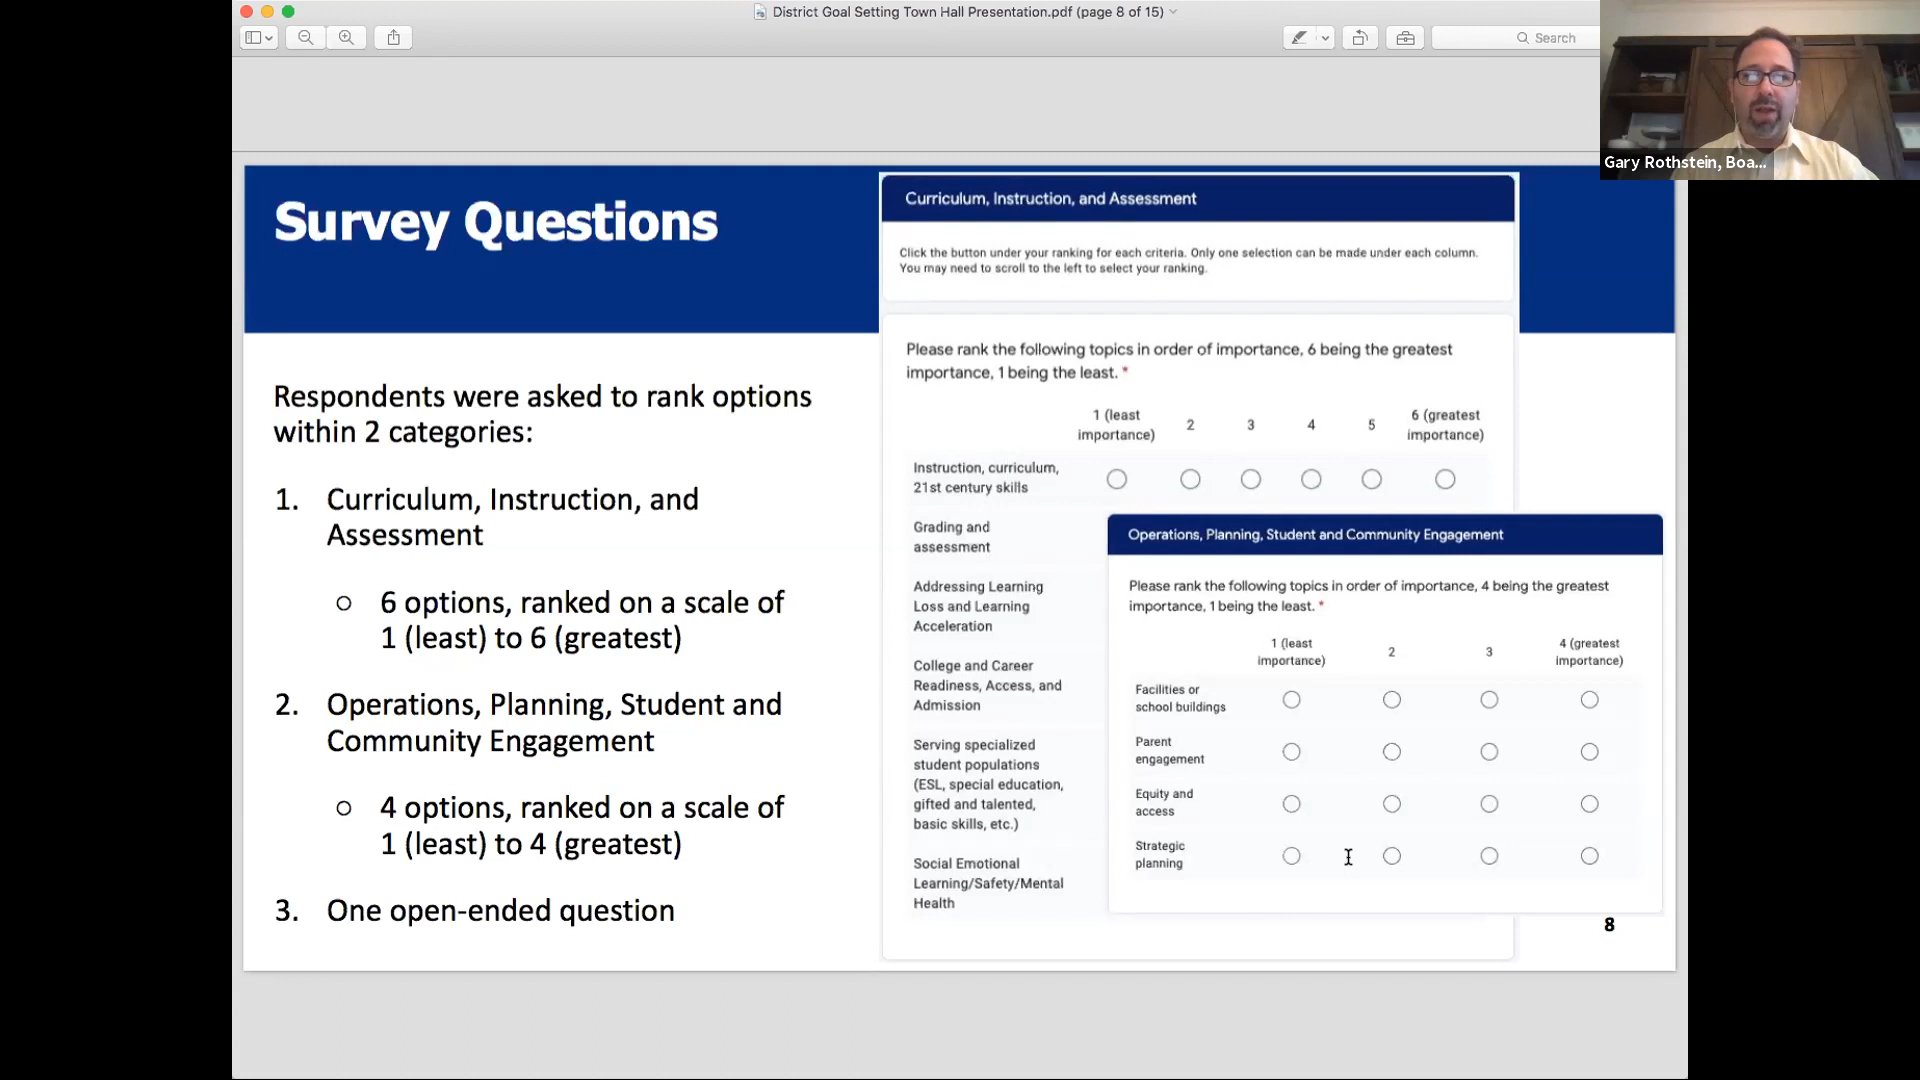 District Goal Setting Town Hall Presentation.pdf (page 8 of 15)
Search
Gary Rothstein, Boa...
Survey Questions
Respondents were asked to rank options
within 2 categories:
1. Curriculum, Instruction, and
Assessment
6 options, ranked on a scale of
1 (least) to 6 (greatest)
2. Operations, Planning, Student and
Community Engagement
4 options, ranked on a scale of
1 (least) to 4 (greatest)
3. One open-ended question
Curriculum, Instruction, and Assessment
Click the button under your ranking for each criteria. Only one selection can be made under each column.
You may need to scroll to the left to select your ranking.
Please rank the following topics in order of importance, 6 being the greatest
importance, 1 being the least. *
1 (least
importance)
2
3
4
5
6 (greatest
importance)
Instruction, curriculum,
21st century skills
Grading and
assessment
Addressing Learning
Loss and Learning
Acceleration
College and Career
Readiness, Access, and
Admission
Serving specialized
student populations
(ESL, special education,
gifted and talented,
basic skills, etc.)
Social Emotional
Learning/Safety/Mental
Health
Operations, Planning, Student and Community Engagement
Please rank the following topics in order of importance, 4 being the greatest
importance, 1 being the least. *
1 (least
importance)
2
3
4 (greatest
importance)
Facilities or
school buildings
Parent
engagement
Equity and
access
Strategic
planning
8